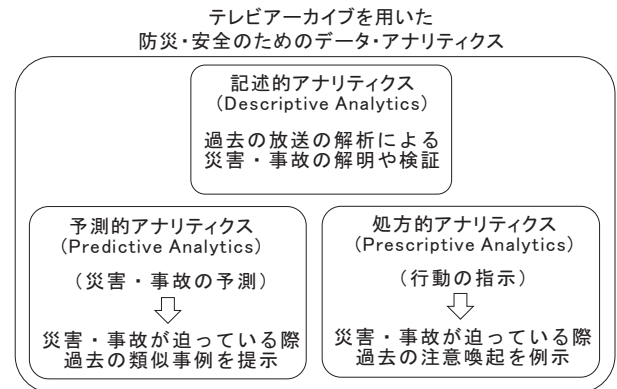 テレビアーカイブを用いた
防災・安全のためのデータ・アナリティクス
記述的アナリティクス
(Descriptive Analytics)
過去の放送の解析による
災害・事故の解明や検証
予測的アナリティクス
(Predictive Analytics)
(災害・事故の予測)
災害・事故が迫っている際
過去の類似事例を提示
処方的アナリティクス
(Prescriptive Analytics)
(行動の指示)
災害・事故が迫っている際
過去の注意喚起を例示